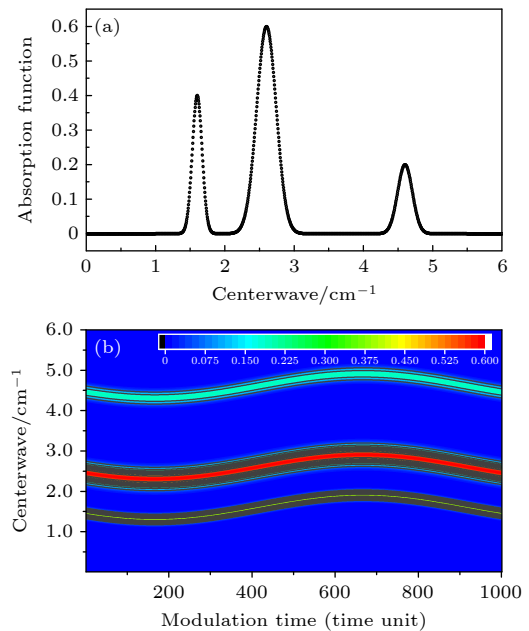 (a)
0.6
0.5
0.4
0.3
0.2
0.1
0
Absorption function
0 1 2 3 4 5 6
Centerwave/cm⁻¹
(b)
0 0.075 0.150 0.225 0.300 0.375 0.450 0.525 0.600
6.0
5.0
4.0
3.0
2.0
1.0
Centerwave/cm⁻¹
200 400 600 800 1000
Modulation time (time unit)